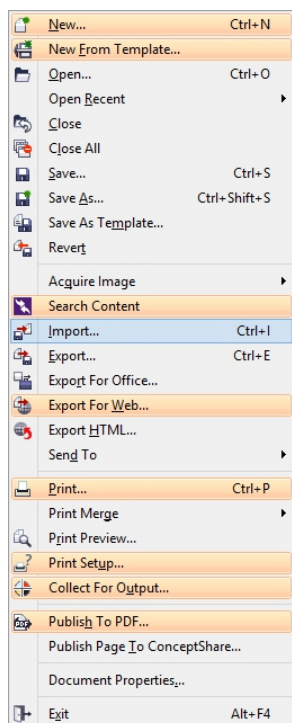 New... Ctrl+N
New From Template...
Open... Ctrl+O
Open Recent
Close
Close All
Save... Ctrl+S
Save As... Ctrl+Shift+S
Save As Template...
Revert
Acquire Image
Search Content
Import... Ctrl+I
Export... Ctrl+E
Export For Office...
Export For Web...
Export HTML...
Send To
Print... Ctrl+P
Print Merge
Print Preview...
Print Setup...
Collect For Output...
PDF Publish To PDF...
Publish Page To ConceptShare...
Document Properties...
Exit Alt+F4